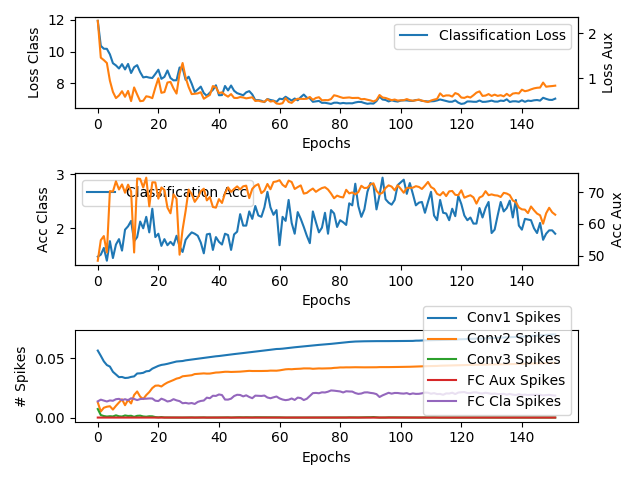 12
10
8
Loss Class
Classification Loss
2
1
Loss Aux
0 20 40 60 80 100 120 140
Epochs
3
2
Acc Class
Classification Acc
70
60
50
Acc Aux
0 20 40 60 80 100 120 140
Epochs
0.05
0.00
# Spikes
Conv1 Spikes
Conv2 Spikes
Conv3 Spikes
FC Aux Spikes
FC Cla Spikes
0 20 40 60 80 100 120 140
Epochs